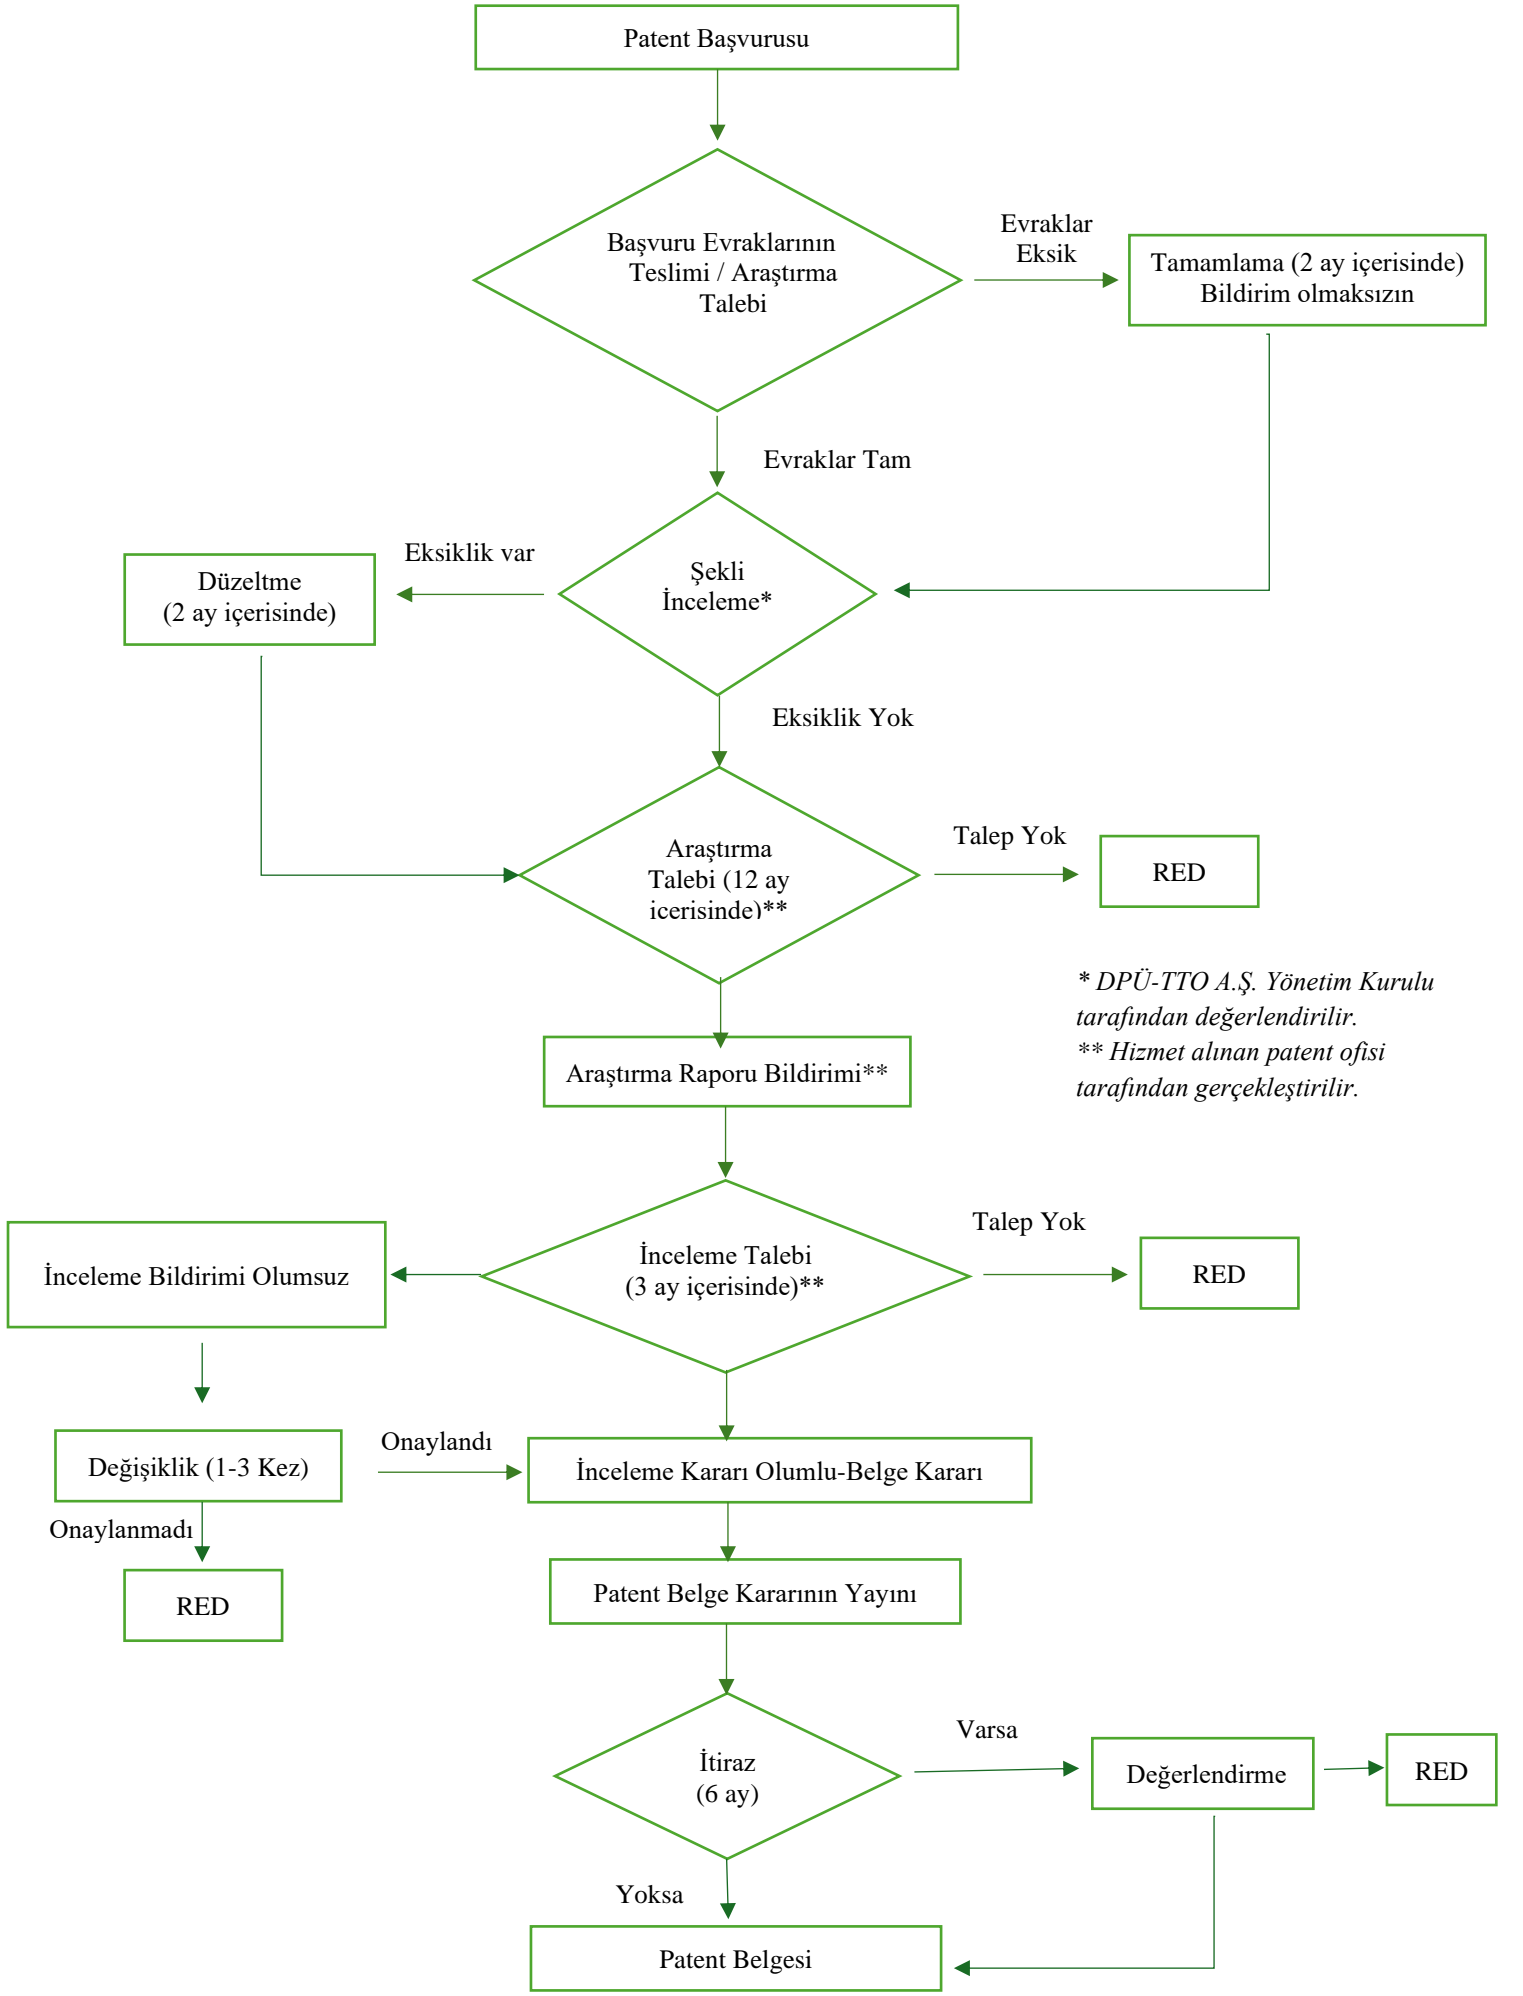 Patent Başvurusu
Başvuru Evraklarının
Teslimi / Araştırma
Talebi
Evraklar
Eksik
Tamamlama (2 ay içerisinde)
Bildirim olmaksızın
Evraklar Tam
Eksiklik var
Düzeltme
(2 ay içerisinde)
Şekli
İnceleme*
Eksiklik Yok
Araştırma
Talebi (12 ay
içerisinde)**
Talep Yok
RED
* DPÜ-TTO A.Ş. Yönetim Kurulu
tarafından değerlendirilir.
** Hizmet alınan patent ofisi
tarafından gerçekleştirilir.
Araştırma Raporu Bildirimi**
İnceleme Bildirimi Olumsuz
İnceleme Talebi
(3 ay içerisinde)**
Talep Yok
RED
Değişiklik (1-3 Kez)
Onaylandı
İnceleme Kararı Olumlu-Belge Kararı
Onaylanmadı
RED
Patent Belge Kararının Yayını
İtiraz
(6 ay)
Varsa
Değerlendirme
RED
Yoksa
Patent Belgesi